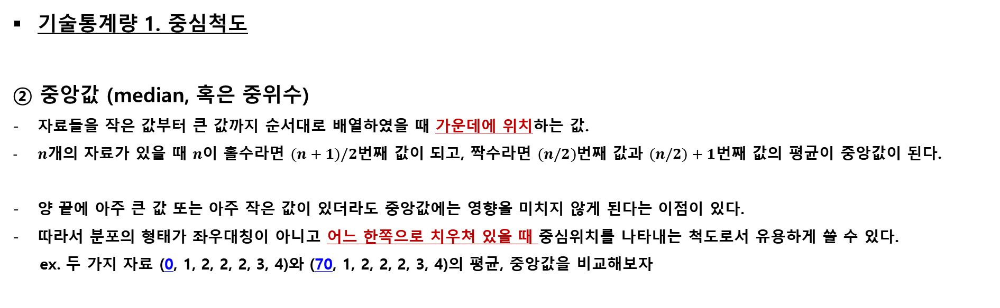 ▪ 기술통계량 1. 중심척도
② 중앙값 (median, 혹은 중위수)
- 자료들을 작은 값부터 큰 값까지 순서대로 배열하였을 때 가운데에 위치하는 값.
- n개의 자료가 있을 때 n이 홀수라면 (n + 1)/2번째 값이 되고, 짝수라면 (n/2)번째 값과 (n/2) + 1번째 값의 평균이 중앙값이 된다.
- 양 끝에 아주 큰 값 또는 아주 작은 값이 있더라도 중앙값에는 영향을 미치지 않게 된다는 이점이 있다.
- 따라서 분포의 형태가 좌우대칭이 아니고 어느 한쪽으로 치우쳐 있을 때 중심위치를 나타내는 척도로서 유용하게 쓸 수 있다.
ex. 두 가지 자료 (0, 1, 2, 2, 2, 3, 4)와 (70, 1, 2, 2, 2, 3, 4)의 평균, 중앙값을 비교해보자